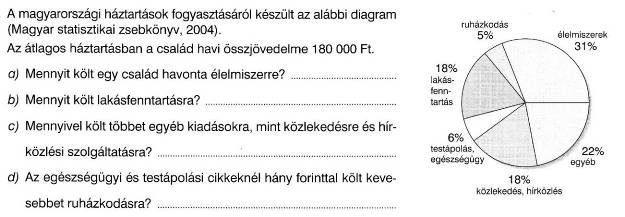 A magyarországi háztartások fogyasztásáról készült az alábbi diagram
(Magyar statisztikai zsebkönyv, 2004).
Az átlagos háztartásban a család havi összjövedelme 180 000 Ft.
a) Mennyit költ egy család havonta élelmiszerre?
b) Mennyit költ lakásfenntartásra?
c) Mennyivel költ többet egyéb kiadásokra, mint közlekedésre és hír-
közlési szolgáltatásra?
d) Az egészségügyi és testápolási cikkeknél hány forinttal költ keve-
sebbet ruházkodásra?
ruházkodás
5%
élelmiszerek
31%
18%
lakás-
fenn-
tartás
6%
testápolás,
egészségügy
22%
egyéb
18%
közlekedés, hírközlés